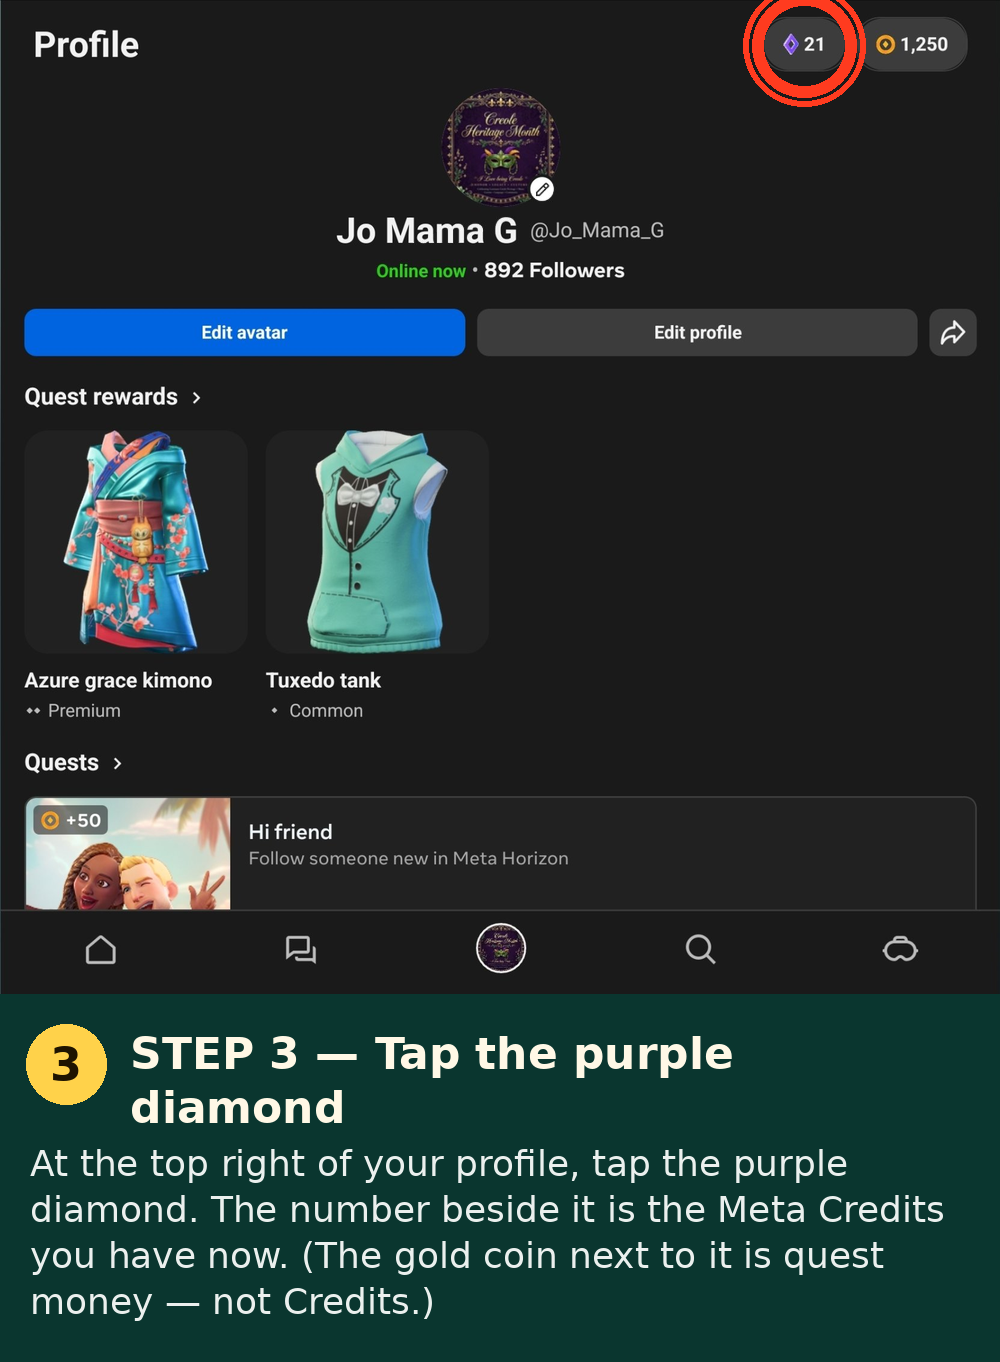 Profile
21
1,250
Creole
Heritage Month
Jo Mama G @Jo_Mama_G
Online now • 892 Followers
Edit avatar
Edit profile
Quest rewards >
Azure grace kimono
Premium
Tuxedo tank
Common
Quests >
+50
Hi friend
Follow someone new in Meta Horizon
3
STEP 3 — Tap the purple
diamond
At the top right of your profile, tap the purple
diamond. The number beside it is the Meta Credits
you have now. (The gold coin next to it is quest
money — not Credits.)